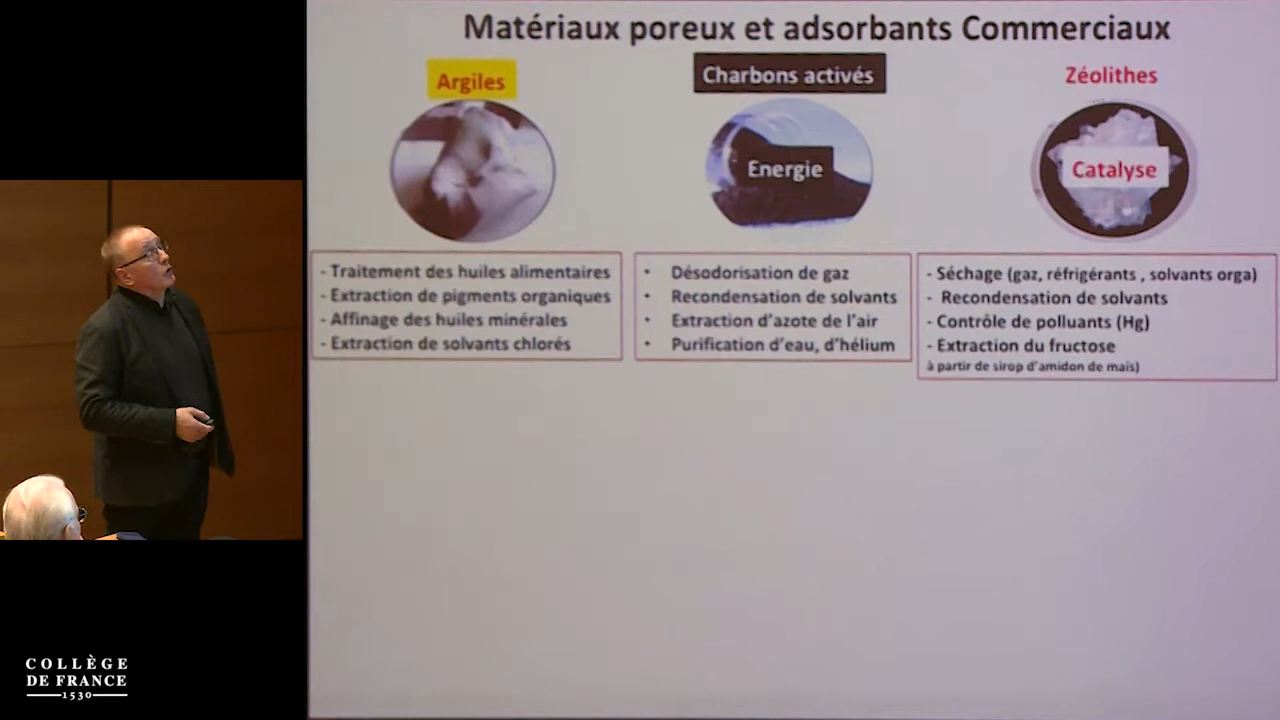 Matériaux poreux et adsorbants Commerciaux
Argiles
Charbons activés
Zéolithes
Energie
Catalyse
- Traitement des huiles alimentaires
- Extraction de pigments organiques
- Affinage des huiles minérales
- Extraction de solvants chlorés
• Désodorisation de gaz
• Recondensation de solvants
• Extraction d'azote de l'air
• Purification d'eau, d'hélium
- Séchage (gaz, réfrigérants , solvants orga)
- Recondensation de solvants
- Contrôle de polluants (Hg)
- Extraction du fructose
à partir de sirop d'amidon de maïs)
COLLÈGE
DE FRANCE
1530